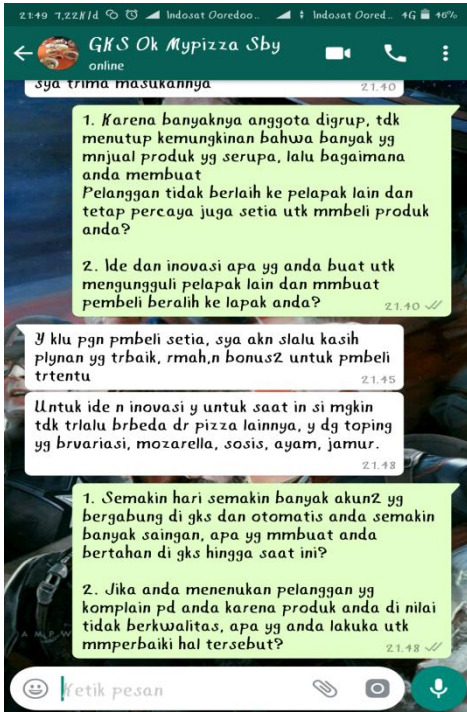 21:49 7,22K/d Indosat Ooredoo.. Indosat Oored.. 4G 46%
GKS Ok Mypizza Sby
online
sya trima masukannya
21.40
1. Karena banyaknya anggota digrup, tdk
menutup kemungkinan bahwa banyak yg
mnjual produk yg serupa, lalu bagaimana
anda membuat
Pelanggan tidak berlaih ke pelapak lain dan
tetap percaya juga setia utk mmbeli produk
anda?
2. Ide dan inovasi apa yg anda buat utk
mengungguli pelapak lain dan mmbuat
pembeli beralih ke lapak anda?
21.40
Y klu pgn pmbeli setia, sya akn slalu kasih
plynan yg trbaik, rmah,n bonus2 untuk pmbeli
trtentu
21.45
Untuk ide n inovasi y untuk saat in si mgkin
tdk trlalu brbeda dr pizza lainnya, y dg toping
yg brvariasi, mozarella, sosis, ayam, jamur.
21.48
1. Semakin hari semakin banyak akun2 yg
bergabung di gks dan otomatis anda semakin
banyak saingan, apa yg mmbuat anda
bertahan di gks hingga saat ini?
2. Jika anda menenukan pelanggan yg
komplain pd anda karena produk anda di nilai
tidak berkwalitas, apa yg anda lakuka utk
mmperbaiki hal tersebut?
21.48
Ketik pesan